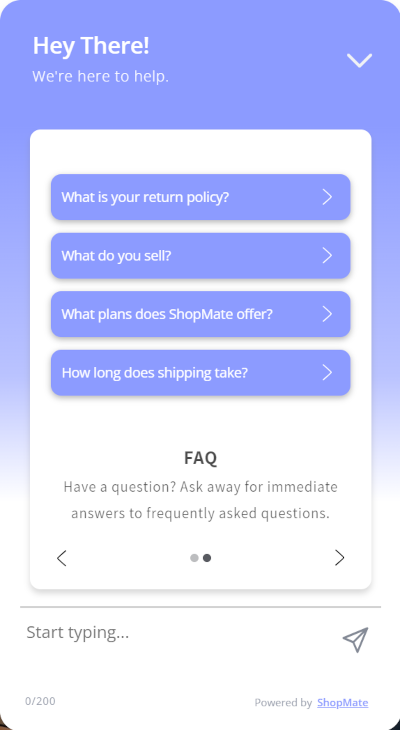 Hey There!
We're here to help.
What is your return policy?
What do you sell?
What plans does ShopMate offer?
How long does shipping take?
FAQ
Have a question? Ask away for immediate
answers to frequently asked questions.
Start typing...
0/200
Powered by ShopMate